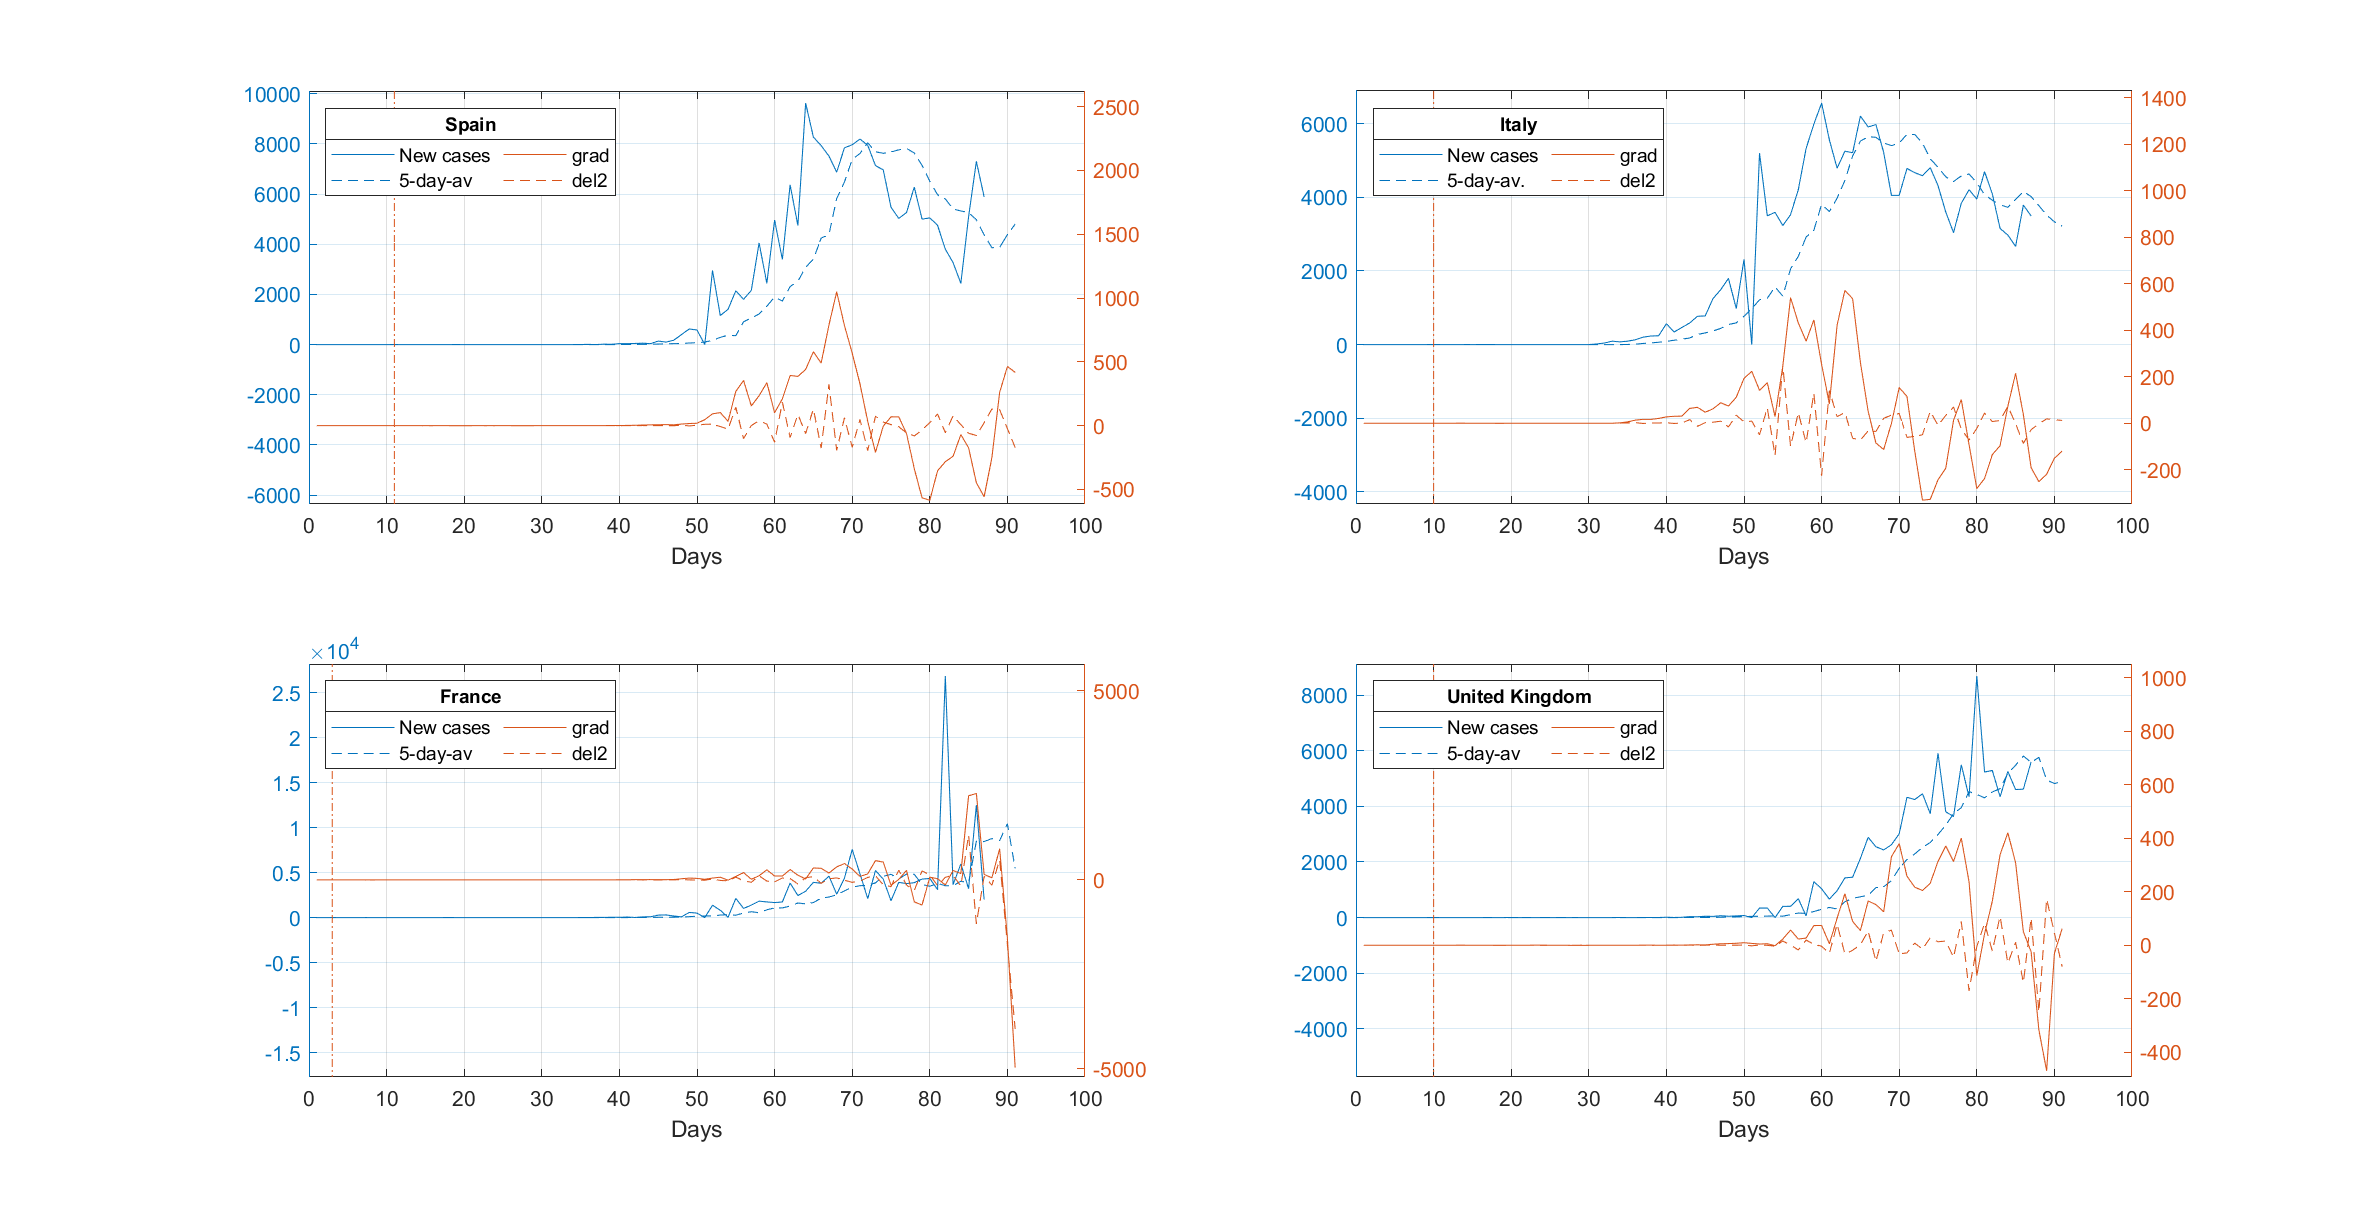 10000
8000
6000
4000
2000
0
-2000
-4000
-6000
2500
2000
1500
1000
500
0
-500
Spain
New cases grad
5-day-av del2
0 10 20 30 40 50 60 70 80 90 100
Days
6000
4000
2000
0
-2000
-4000
1400
1200
1000
800
600
400
200
0
-200
Italy
New cases grad
5-day-av. del2
0 10 20 30 40 50 60 70 80 90 100
Days
×10^4
2.5
2
1.5
1
0.5
0
-0.5
-1
-1.5
5000
0
-5000
France
New cases grad
5-day-av del2
0 10 20 30 40 50 60 70 80 90 100
Days
8000
6000
4000
2000
0
-2000
-4000
1000
800
600
400
200
0
-200
-400
United Kingdom
New cases grad
5-day-av del2
0 10 20 30 40 50 60 70 80 90 100
Days